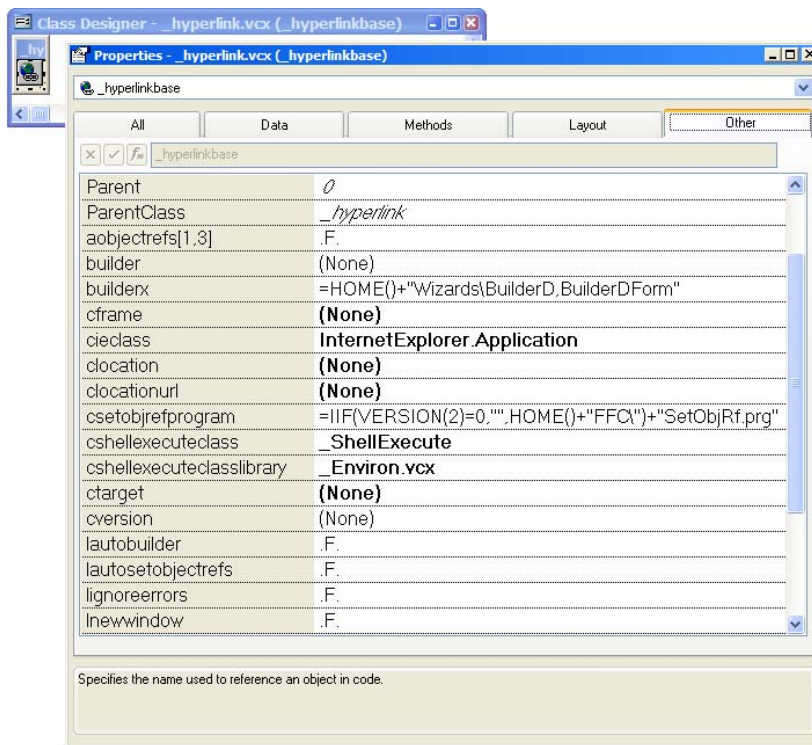 Class Designer - _hyperlink.vcx (_hyperlinkbase)
_hy
Properties - _hyperlink.vcx (_hyperlinkbase)
_hyperlinkbase
All Data Methods Layout Other
_hyperlinkbase
Parent 0
ParentClass _hyperlink
aobjectrefs[1,3] .F.
builder (None)
builderx =HOME()+"Wizards\BuilderD,BuilderDForm"
cframe (None)
cieclass InternetExplorer.Application
clocation (None)
clocationurl (None)
csetobjrefprogram =IIF(VERSION(2)=0,"",HOME()+"FFC\")+"SetObjRf.prg"
cshellexecuteclass _ShellExecute
cshellexecuteclasslibrary _Environ.vcx
ctarget (None)
cversion (None)
lautobuilder .F.
lautosetobjectrefs .F.
lignoreerrors .F.
lnewwindow .F.
Specifies the name used to reference an object in code.